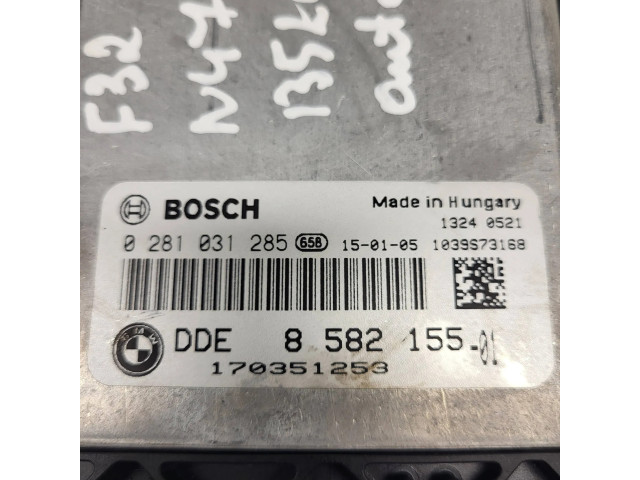 F32
N47
135k
auto
BOSCH
Made in Hungary
1324 0521
0 281 031 285 658 15-01-05 1039S73168
BMW DDE 8 582 155-01
170351253